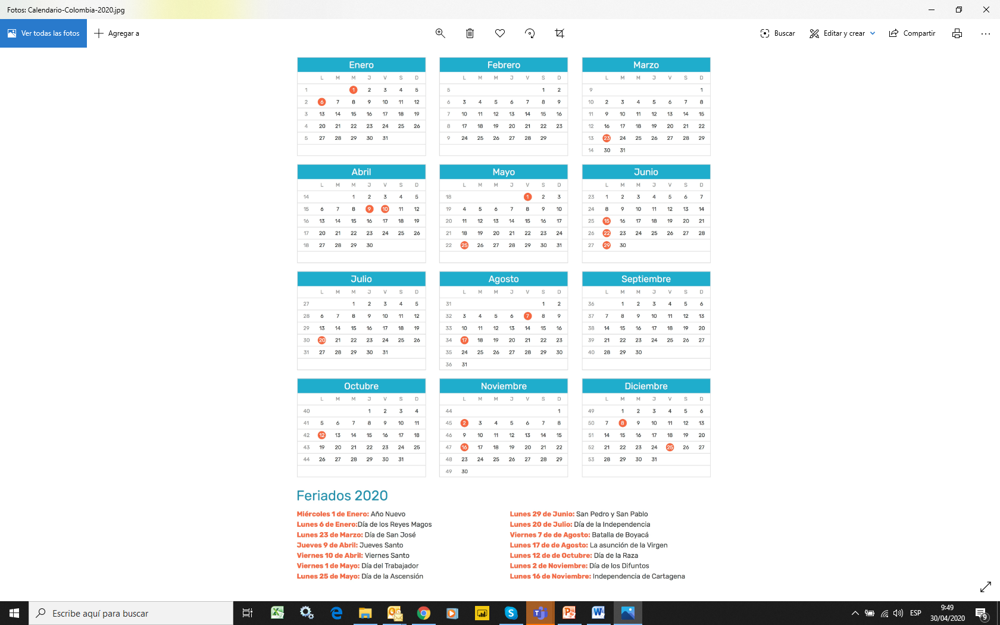 Fotos: Calendario-Colombia-2020.jpg
Ver todas las fotos Agregar a Buscar Editar y crear Compartir
Enero
L M M J V S D
1 1 2 3 4 5
2 6 7 8 9 10 11 12
3 13 14 15 16 17 18 19
4 20 21 22 23 24 25 26
5 27 28 29 30 31
Febrero
L M M J V S D
5 1 2
6 3 4 5 6 7 8 9
7 10 11 12 13 14 15 16
8 17 18 19 20 21 22 23
9 24 25 26 27 28 29
Marzo
L M M J V S D
9 1
10 2 3 4 5 6 7 8
11 9 10 11 12 13 14 15
12 16 17 18 19 20 21 22
13 23 24 25 26 27 28 29
14 30 31
Abril
L M M J V S D
14 1 2 3 4 5
15 6 7 8 9 10 11 12
16 13 14 15 16 17 18 19
17 20 21 22 23 24 25 26
18 27 28 29 30
Mayo
L M M J V S D
18 1 2 3
19 4 5 6 7 8 9 10
20 11 12 13 14 15 16 17
21 18 19 20 21 22 23 24
22 25 26 27 28 29 30 31
Junio
L M M J V S D
23 1 2 3 4 5 6 7
24 8 9 10 11 12 13 14
25 15 16 17 18 19 20 21
26 22 23 24 25 26 27 28
27 29 30
Julio
L M M J V S D
27 1 2 3 4 5
28 6 7 8 9 10 11 12
29 13 14 15 16 17 18 19
30 20 21 22 23 24 25 26
31 27 28 29 30 31
Agosto
L M M J V S D
31 1 2
32 3 4 5 6 7 8 9
33 10 11 12 13 14 15 16
34 17 18 19 20 21 22 23
35 24 25 26 27 28 29 30
36 31
Septiembre
L M M J V S D
36 1 2 3 4 5 6
37 7 8 9 10 11 12 13
38 14 15 16 17 18 19 20
39 21 22 23 24 25 26 27
40 28 29 30
Octubre
L M M J V S D
40 1 2 3 4
41 5 6 7 8 9 10 11
42 12 13 14 15 16 17 18
43 19 20 21 22 23 24 25
44 26 27 28 29 30 31
Noviembre
L M M J V S D
44 1
45 2 3 4 5 6 7 8
46 9 10 11 12 13 14 15
47 16 17 18 19 20 21 22
48 23 24 25 26 27 28 29
49 30
Diciembre
L M M J V S D
49 1 2 3 4 5 6
50 7 8 9 10 11 12 13
51 14 15 16 17 18 19 20
52 21 22 23 24 25 26 27
53 28 29 30 31
Feriados 2020
Miércoles 1 de Enero: Año Nuevo
Lunes 6 de Enero:Día de los Reyes Magos
Lunes 23 de Marzo: Día de San José
Jueves 9 de Abril: Jueves Santo
Viernes 10 de Abril: Viernes Santo
Viernes 1 de Mayo: Día del Trabajador
Lunes 25 de Mayo: Día de la Ascensión
Lunes 29 de Junio: San Pedro y San Pablo
Lunes 20 de Julio: Día de la Independencia
Viernes 7 de de Agosto: Batalla de Boyacá
Lunes 17 de de Agosto: La asunción de la Virgen
Lunes 12 de de Octubre: Día de la Raza
Lunes 2 de Noviembre: Día de los Difuntos
Lunes 16 de Noviembre: Independencia de Cartagena
Escribe aquí para buscar
ESP
9:49
30/04/2020
9